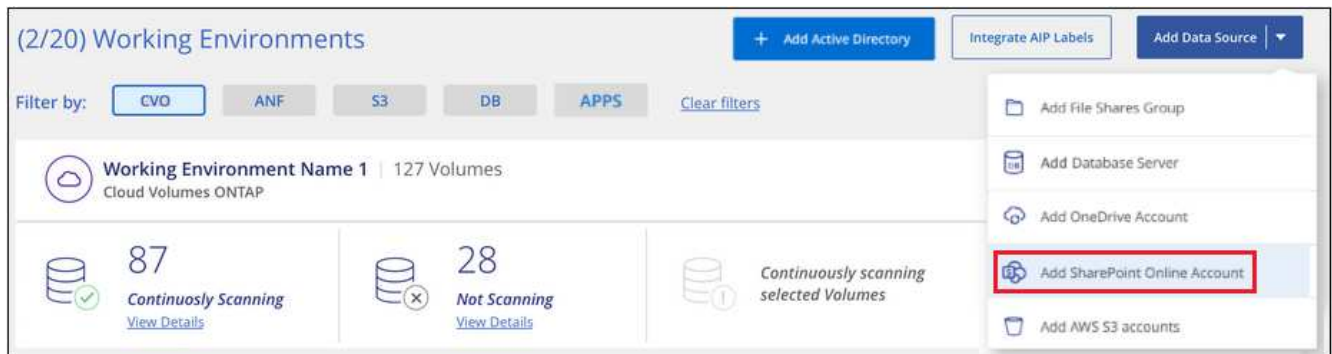 (2/20) Working Environments
+ Add Active Directory
Integrate AIP Labels
Add Data Source
Filter by:
CVO
ANF
S3
DB
APPS
Clear filters
Working Environment Name 1 | 127 Volumes
Cloud Volumes ONTAP
87
Continuosly Scanning
View Details
28
Not Scanning
View Details
Continuously scanning
selected Volumes
Add File Shares Group
Add Database Server
Add OneDrive Account
Add SharePoint Online Account
Add AWS S3 accounts